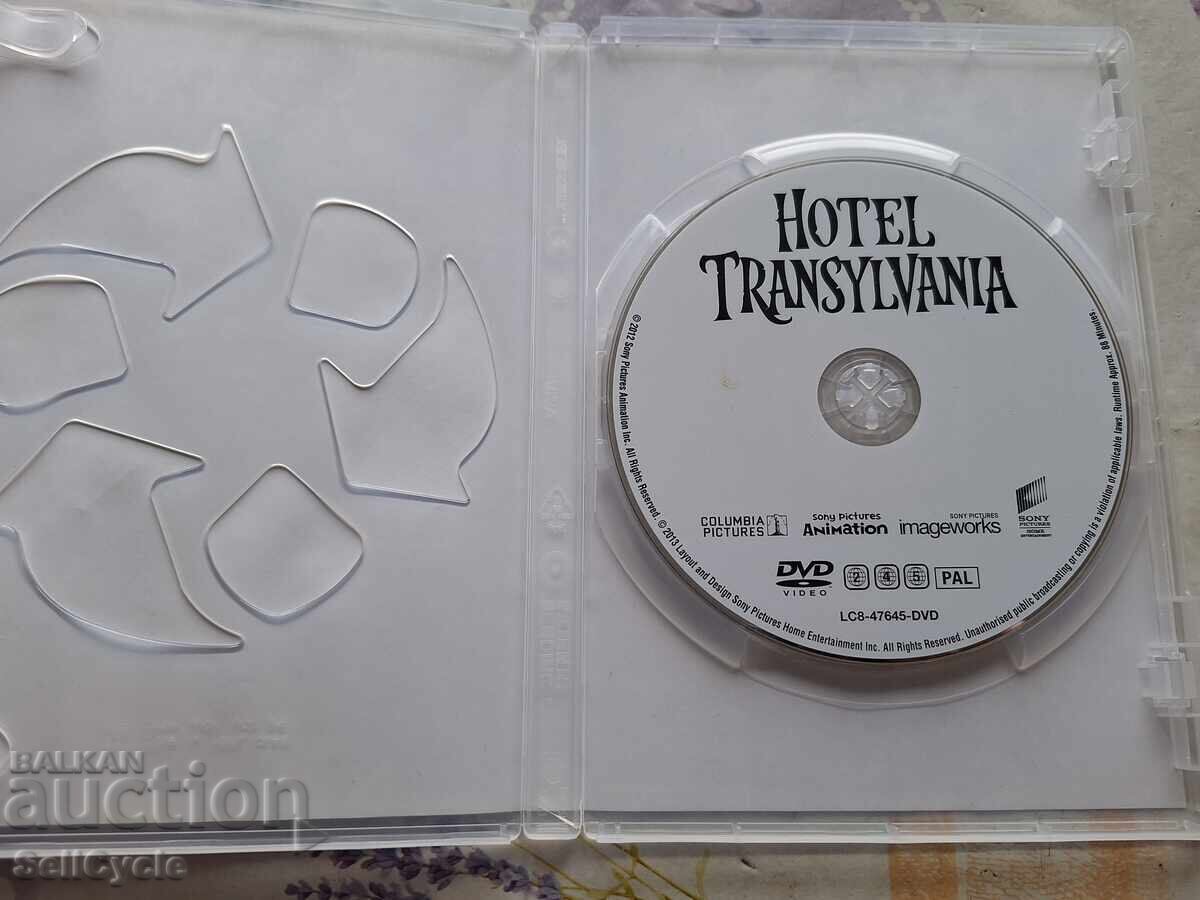 HOTEL
TRANSYLVANIA
© 2012 Sony Pictures Animation Inc. All Rights Reserved. © 2013 Layout and Design Sony Pictures Home Entertainment Inc. All Rights Reserved. Unauthorised public broadcasting or copying is a violation of applicable laws. Runtime Approx. 88 Minutes.
COLUMBIA
PICTURES
Sony Pictures
Animation
SONY PICTURES
imageworks
SONY
PICTURES
HOME
ENTERTAINMENT
DVD
VIDEO
2 4 5 PAL
LC8-47645-DVD
BALKAN
auction
SellCycle